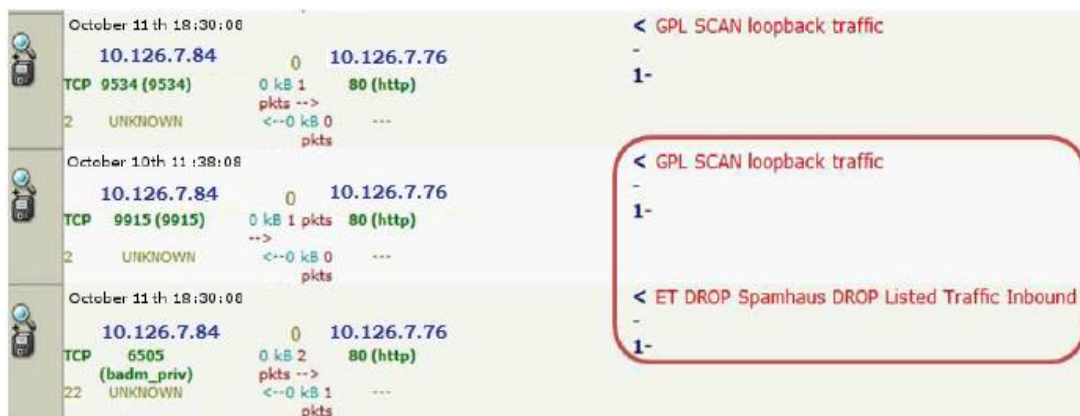 October 11 th 18:30:08
< GPL SCAN loopback traffic
10.126.7.84 0 10.126.7.76
-
TCP 9534 (9534) 0 kB 1 80 (http)
1-
pkts -->
2 UNKNOWN <--0 kB 0 ---
pkts
October 10th 11:38:08
< GPL SCAN loopback traffic
10.126.7.84 0 10.126.7.76
-
TCP 9915 (9915) 0 kB 1 pkts 80 (http)
1-
-->
2 UNKNOWN <--0 kB 0 ---
pkts
October 11 th 18:30:08
< ET DROP Spamhaus DROP Listed Traffic Inbound
10.126.7.84 0 10.126.7.76
-
TCP 6505 0 kB 2 80 (http)
1-
(badm_priv) pkts -->
22 UNKNOWN <--0 kB 1 ---
pkts